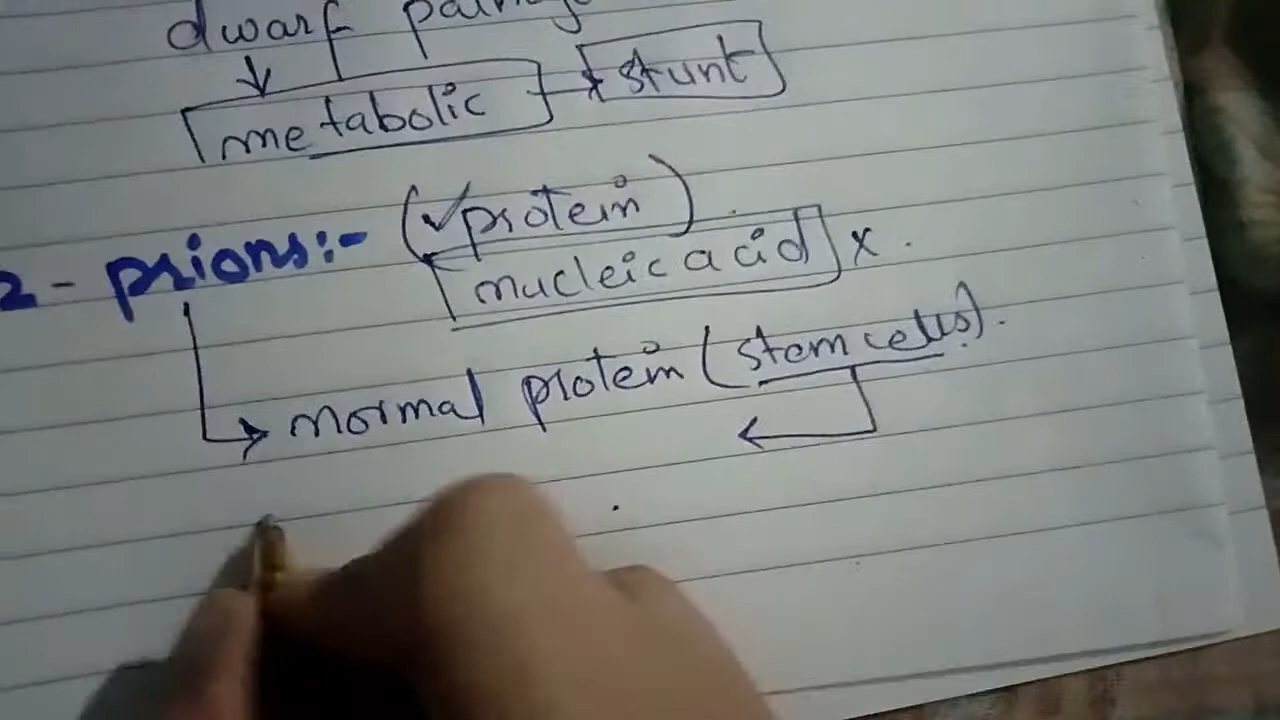 dwarf
metabolic → stunt
2- prions:- (✓protein)
nucleic acid x.
normal protein (stem cells).